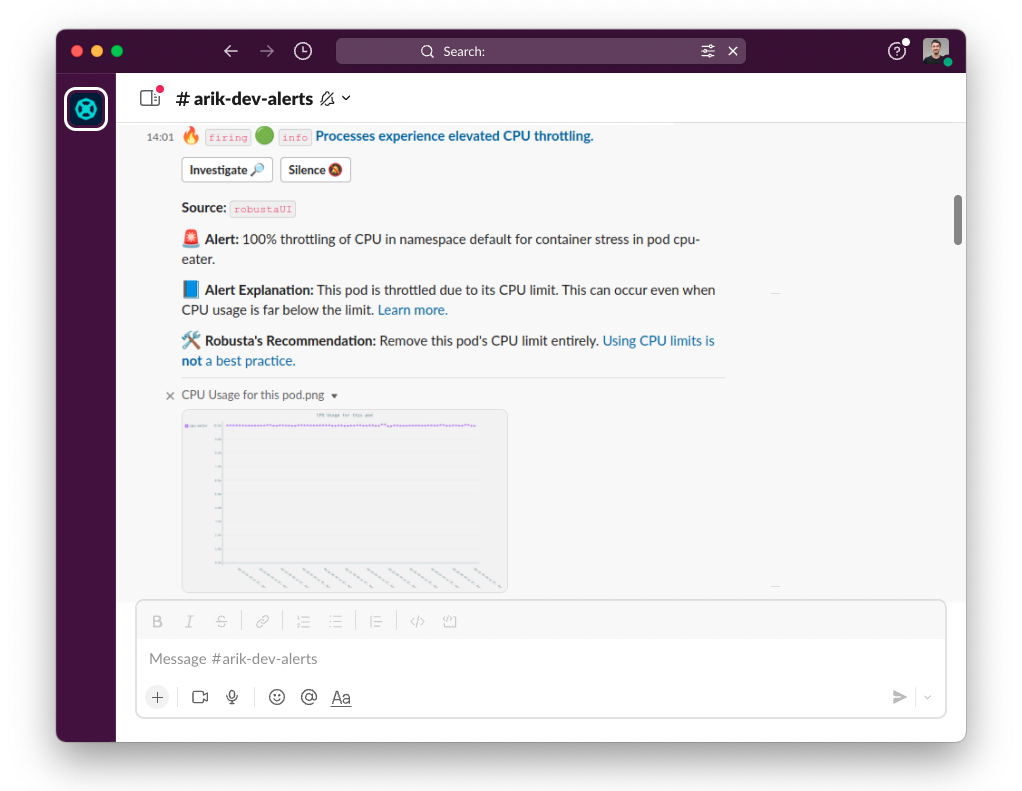 Search:
# arik-dev-alerts
14:01 firing info Processes experience elevated CPU throttling.
Investigate Silence
Source: robustaUI
Alert: 100% throttling of CPU in namespace default for container stress in pod cpu-
eater.
Alert Explanation: This pod is throttled due to its CPU limit. This can occur even when
CPU usage is far below the limit. Learn more.
Robusta's Recommendation: Remove this pod's CPU limit entirely. Using CPU limits is
not a best practice.
CPU Usage for this pod.png
CPU Usage for this pod
Message #arik-dev-alerts
Aa